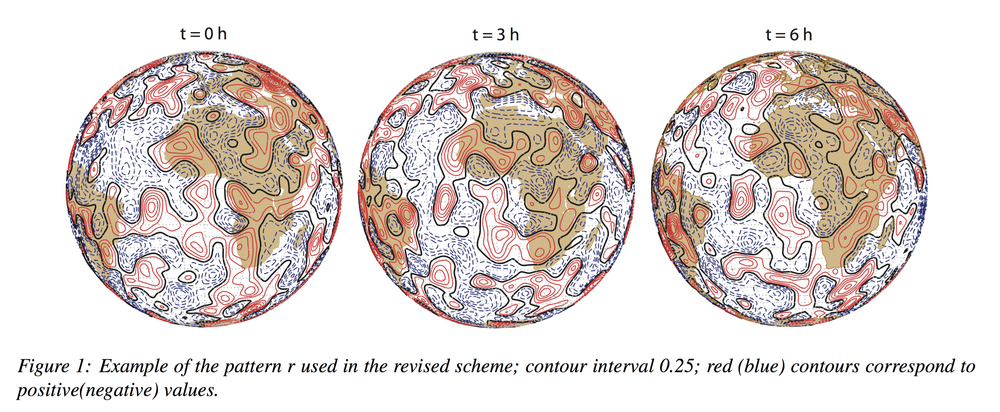 t = 0 h
t = 3 h
t = 6 h
Figure 1: Example of the pattern r used in the revised scheme; contour interval 0.25; red (blue) contours correspond to
positive(negative) values.